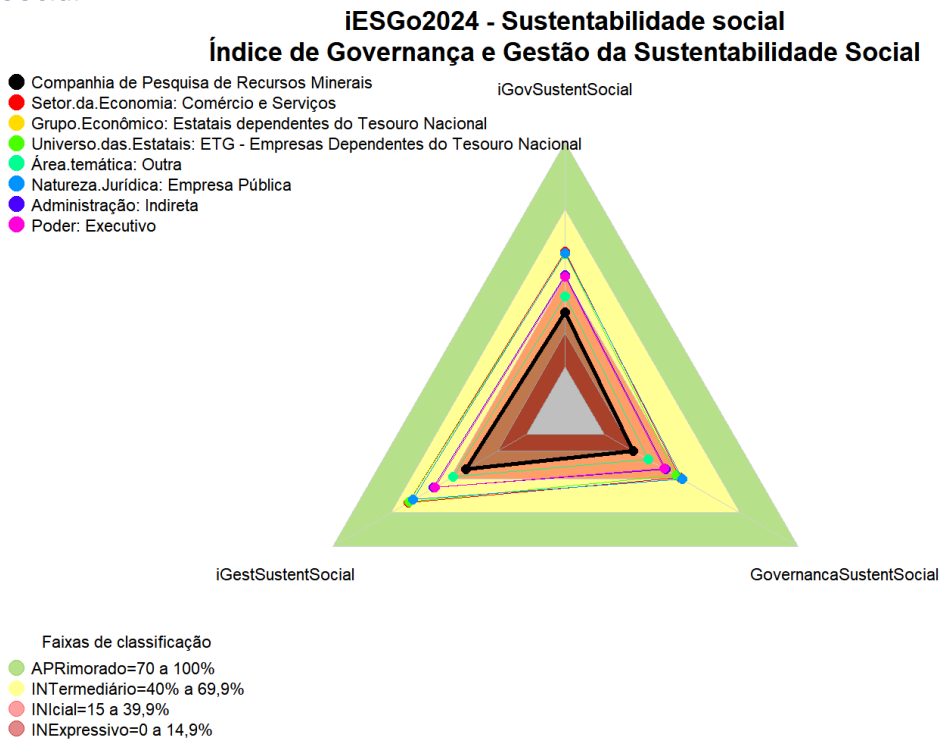 iESGo2024 - Sustentabilidade social
Índice de Governança e Gestão da Sustentabilidade Social
Companhia de Pesquisa de Recursos Minerais
Setor.da.Economia: Comércio e Serviços
Grupo.Econômico: Estatais dependentes do Tesouro Nacional
Universo.das.Estatais: ETG - Empresas Dependentes do Tesouro Nacional
Área.temática: Outra
Natureza.Jurídica: Empresa Pública
Administração: Indireta
Poder: Executivo
iGovSustentSocial
iGestSustentSocial
GovernancaSustentSocial
Faixas de classificação
APRimorado=70 a 100%
INTermediário=40% a 69,9%
INIcial=15 a 39,9%
INExpressivo=0 a 14,9%